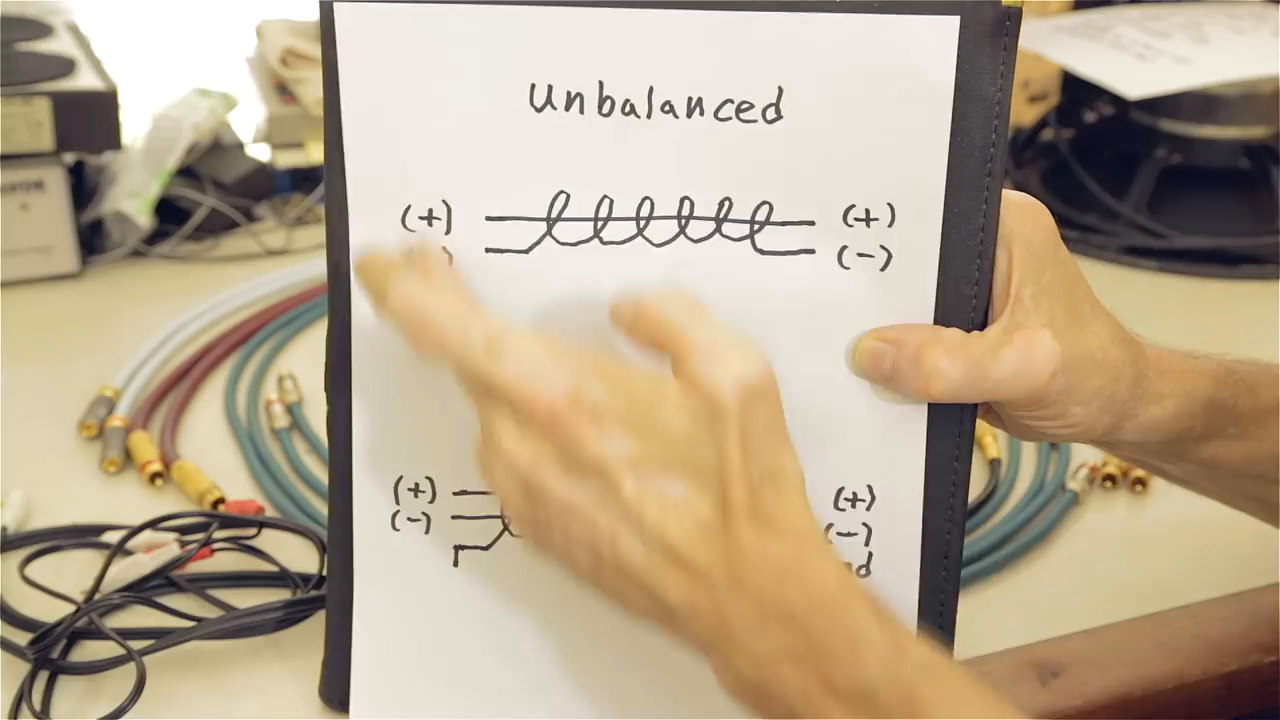 Unbalanced
(+) (+)
(-)
(+) (+)
(-) (-)